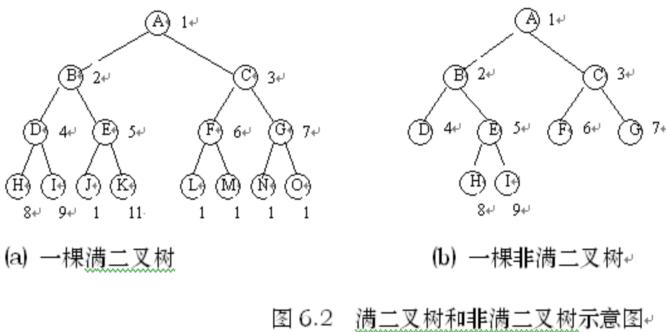 A 1 A 1
B 2 C 3 B 2 C 3
D 4 E 5 F 6 G 7 D 4 E 5 F 6 G 7
H I J K L M N O H I
8 9 1 11 1 1 1 1 8 9
(a) 一棵满二叉树 (b) 一棵非满二叉树
图 6.2 满二叉树和非满二叉树示意图